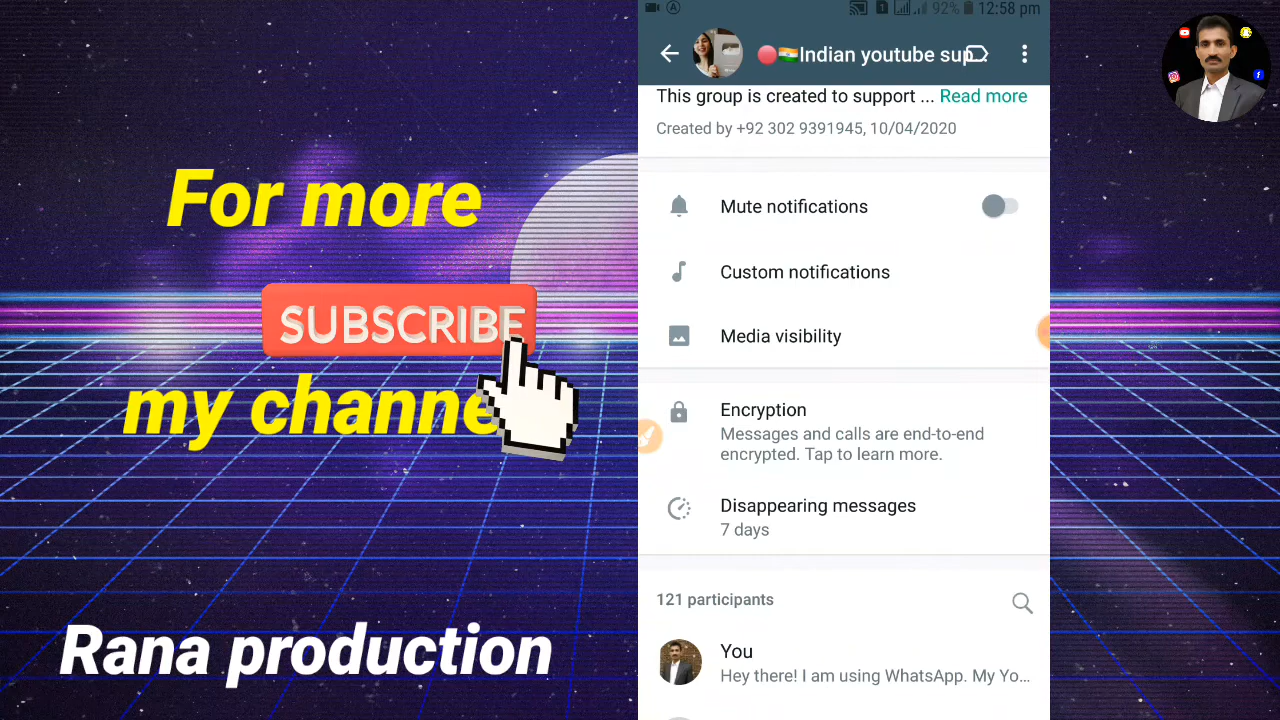 For more
SUBSCRIBE
my channe
Rana production
1 92% 12:58 pm
🔴🇮🇳Indian youtube sup
This group is created to support ... Read more
Created by +92 302 9391945, 10/04/2020
Mute notifications
Custom notifications
Media visibility
Encryption
Messages and calls are end-to-end
encrypted. Tap to learn more.
Disappearing messages
7 days
121 participants
You
Hey there! I am using WhatsApp. My Yo...